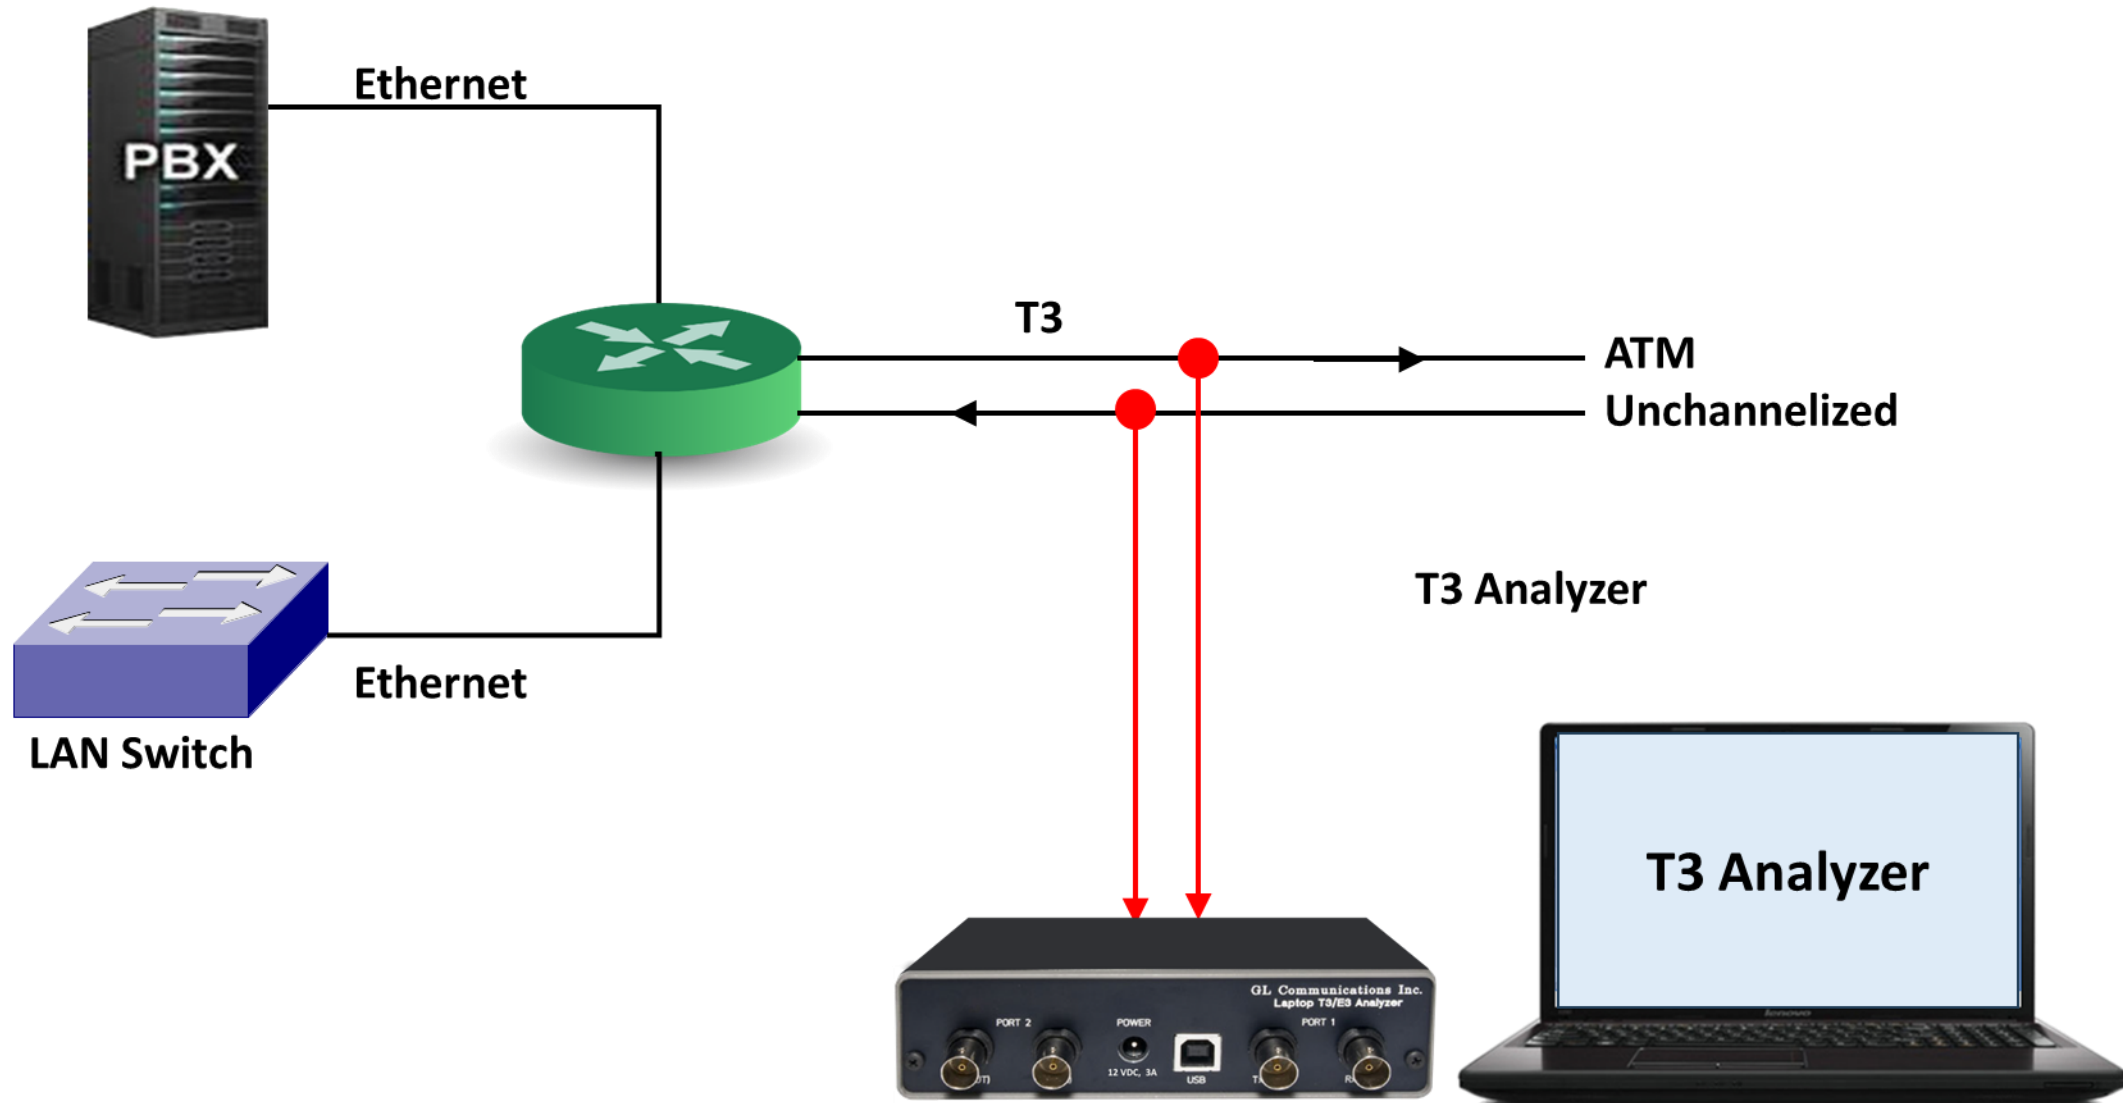 Ethernet
PBX
T3
ATM
Unchannelized
T3 Analyzer
Ethernet
LAN Switch
T3 Analyzer
GL Communications Inc.
Laptop T3/E3 Analyzer
PORT 2
POWER
PORT 1
12 VDC, 3A
USB
lenovo